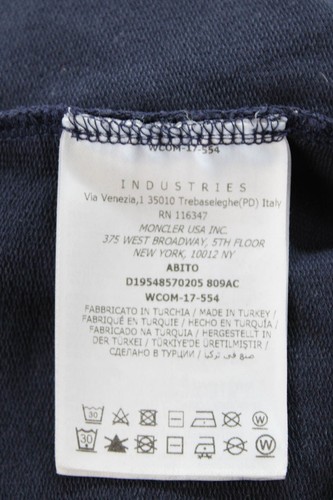 WCOM-17-554
INDUSTRIES
Via Venezia,1 35010 Trebaseleghe(PD) Italy
RN 116347
MONCLER USA INC.
375 WEST BROADWAY, 5TH FLOOR
NEW YORK, 10012 NY
ABITO
D19548570205 809AC
WCOM-17-554
FABBRICATO IN TURCHIA / MADE IN TURKEY /
FABRIQUÉ EN TURQUIE / HECHO EN TURQUÍA /
FABRICADO NA TURQUIA / HERGESTELLT IN
DER TÜRKEI / TÜRKİYE'DE ÜRETİLMİŞTİR /
СДЕЛАНО В ТУРЦИИ / صنع في تركيا
30 W
30 W